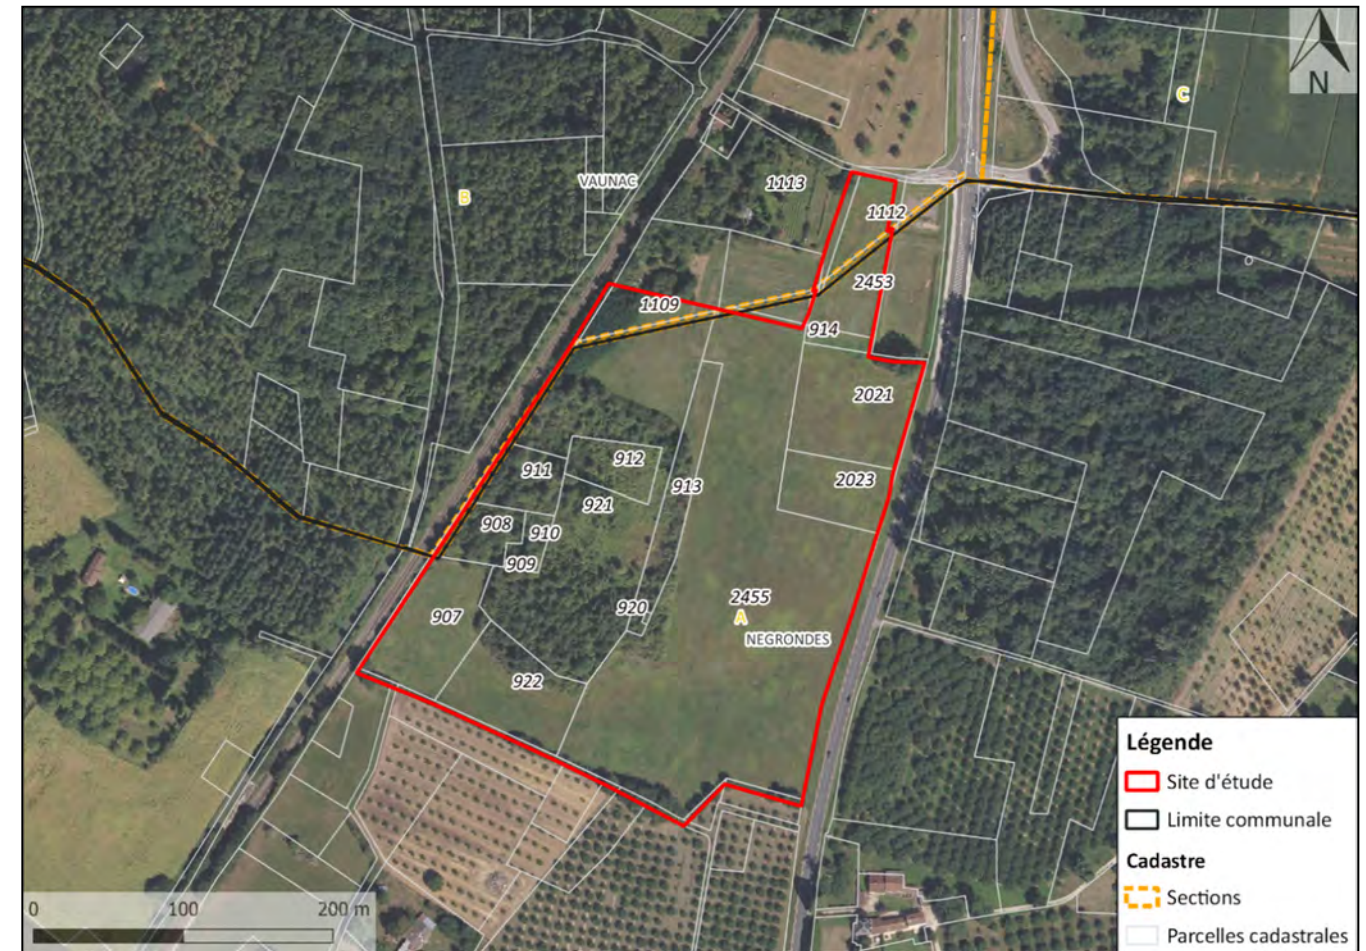 N
C
VAUNAC
1113
B
1112
2453
1109
914
2021
912
911
2023
913
921
908
910
909
2455
920
907
A
NEGRONDES
922
Légende
Site d'étude
Limite communale
Cadastre
Sections
Parcelles cadastrales
0 100 200 m